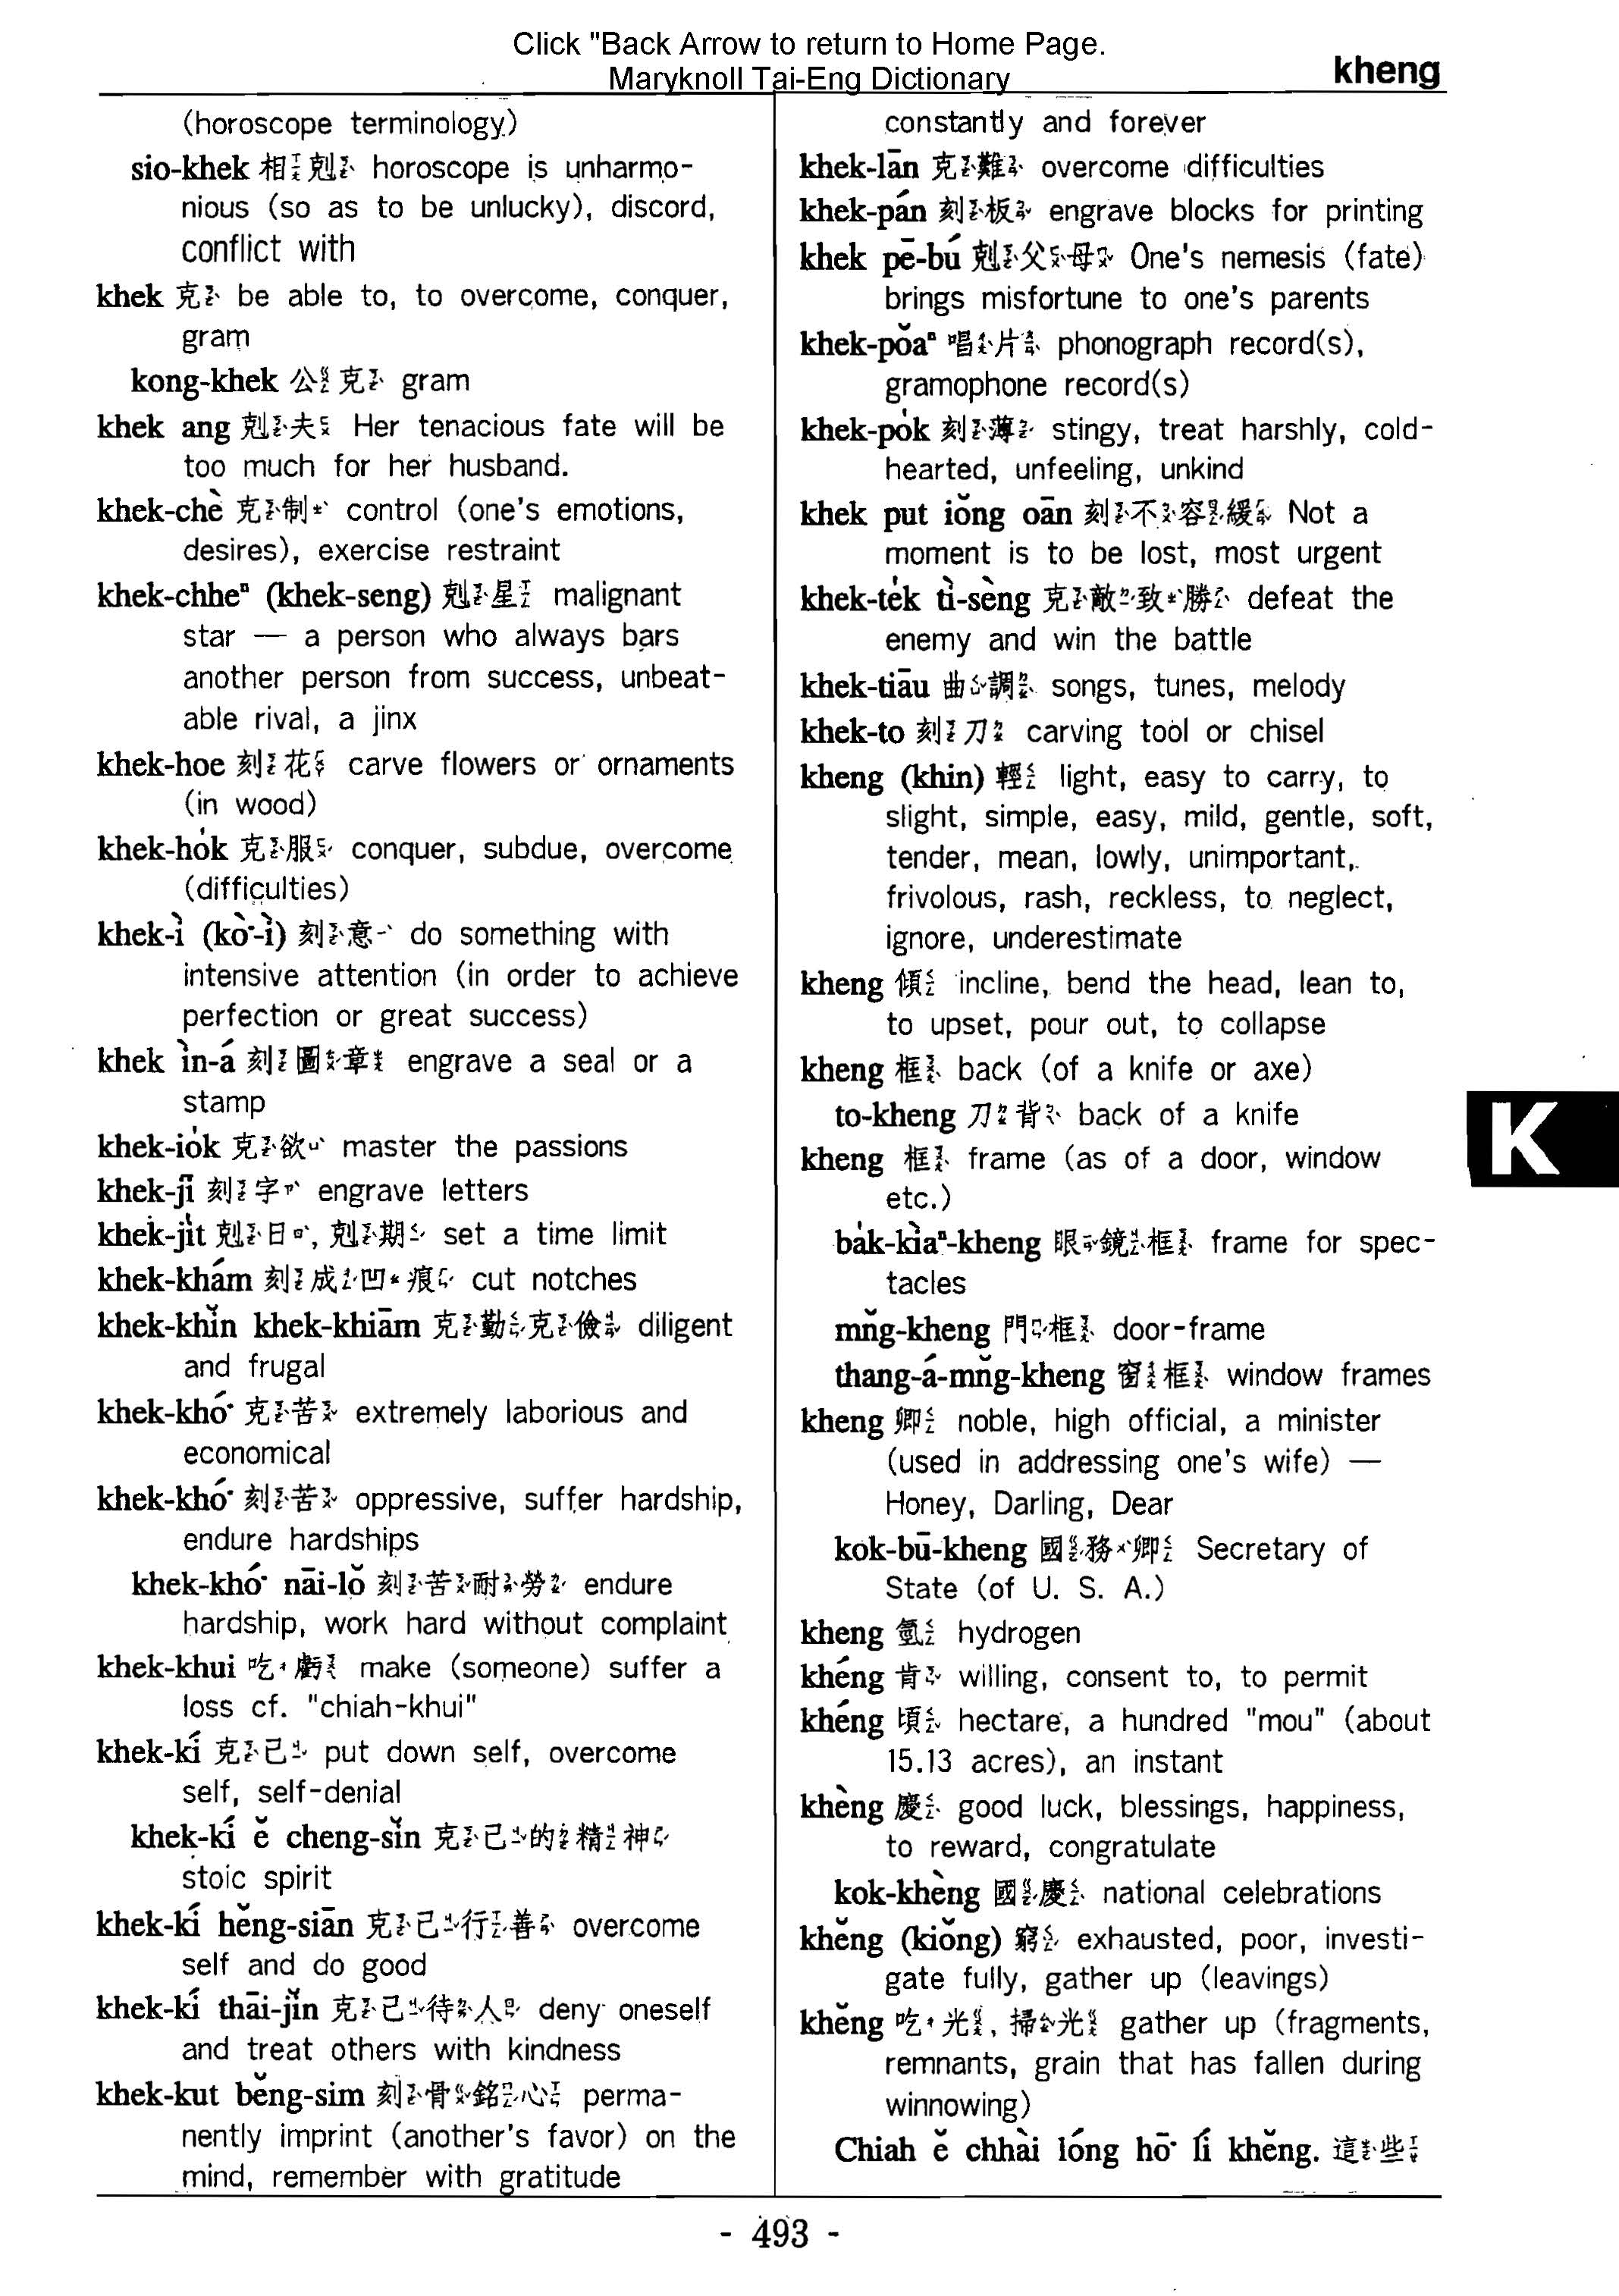 Click "Back Arrow to return to Home Page.
Maryknoll Tai-Eng Dictionary
kheng
(horoscope terminology)
sio-khek 相剋 horoscope is unharmo-
nious (so as to be unlucky), discord,
conflict with
khek 克 be able to, to overcome, conquer,
gram
kong-khek 公克 gram
khek ang 剋夫 Her tenacious fate will be
too much for her husband.
khek-chè 克制 control (one's emotions,
desires), exercise restraint
khek-chheⁿ (khek-seng) 剋星 malignant
star — a person who always bars
another person from success, unbeat-
able rival, a jinx
khek-hoe 刻花 carve flowers or ornaments
(in wood)
khek-ho̍k 克服 conquer, subdue, overcome
(difficulties)
khek-ì (kò·-ì) 刻意 do something with
intensive attention (in order to achieve
perfection or great success)
khek ìn-á 刻圖章 engrave a seal or a
stamp
khek-io̍k 克欲 master the passions
khek-jī 刻字 engrave letters
khek-ji̍t 剋日, 剋期 set a time limit
khek-khám 刻成凹痕 cut notches
khek-khǐn khek-khiām 克勤克儉 diligent
and frugal
khek-khó· 克苦 extremely laborious and
economical
khek-khó· 刻苦 oppressive, suffer hardship,
endure hardships
khek-khó· nāi-lǒ 刻苦耐勞 endure
hardship, work hard without complaint
khek-khui 吃虧 make (someone) suffer a
loss cf. "chiah-khui"
khek-kí 克己 put down self, overcome
self, self-denial
khek-kí ě cheng-sǐn 克己的精神
stoic spirit
khek-kí hěng-siān 克己行善 overcome
self and do good
khek-kí thāi-jǐn 克己待人 deny oneself
and treat others with kindness
khek-kut běng-sim 刻骨銘心 perma-
nently imprint (another's favor) on the
mind, remember with gratitude
constantly and forever
khek-lān 克難 overcome difficulties
khek-pán 刻板 engrave blocks for printing
khek pē-bú 剋父母 One's nemesis (fate)
brings misfortune to one's parents
khek-pǒaⁿ 唱片 phonograph record(s),
gramophone record(s)
khek-po̍k 刻薄 stingy, treat harshly, cold-
hearted, unfeeling, unkind
khek put iǒng oān 刻不容緩 Not a
moment is to be lost, most urgent
khek-te̍k tì-sèng 克敵致勝 defeat the
enemy and win the battle
khek-tiāu 曲調 songs, tunes, melody
khek-to 刻刀 carving tool or chisel
kheng (khin) 輕 light, easy to carry, to
slight, simple, easy, mild, gentle, soft,
tender, mean, lowly, unimportant,
frivolous, rash, reckless, to neglect,
ignore, underestimate
kheng 傾 incline, bend the head, lean to,
to upset, pour out, to collapse
kheng 框 back (of a knife or axe)
to-kheng 刀背 back of a knife
kheng 框 frame (as of a door, window
etc.)
ba̍k-kìaⁿ-kheng 眼鏡框 frame for spec-
tacles
mňg-kheng 門框 door-frame
thang-á-mňg-kheng 窗框 window frames
kheng 卿 noble, high official, a minister
(used in addressing one's wife) —
Honey, Darling, Dear
kok-bū-kheng 國務卿 Secretary of
State (of U. S. A.)
kheng 氫 hydrogen
khéng 肯 willing, consent to, to permit
khéng 頃 hectare, a hundred "mou" (about
15.13 acres), an instant
khèng 慶 good luck, blessings, happiness,
to reward, congratulate
kok-khèng 國慶 national celebrations
khěng (kiǒng) 窮 exhausted, poor, investi-
gate fully, gather up (leavings)
khěng 吃光, 掃光 gather up (fragments,
remnants, grain that has fallen during
winnowing)
Chiah ě chhài lóng hō· lí khěng. 這些
K
- 493 -